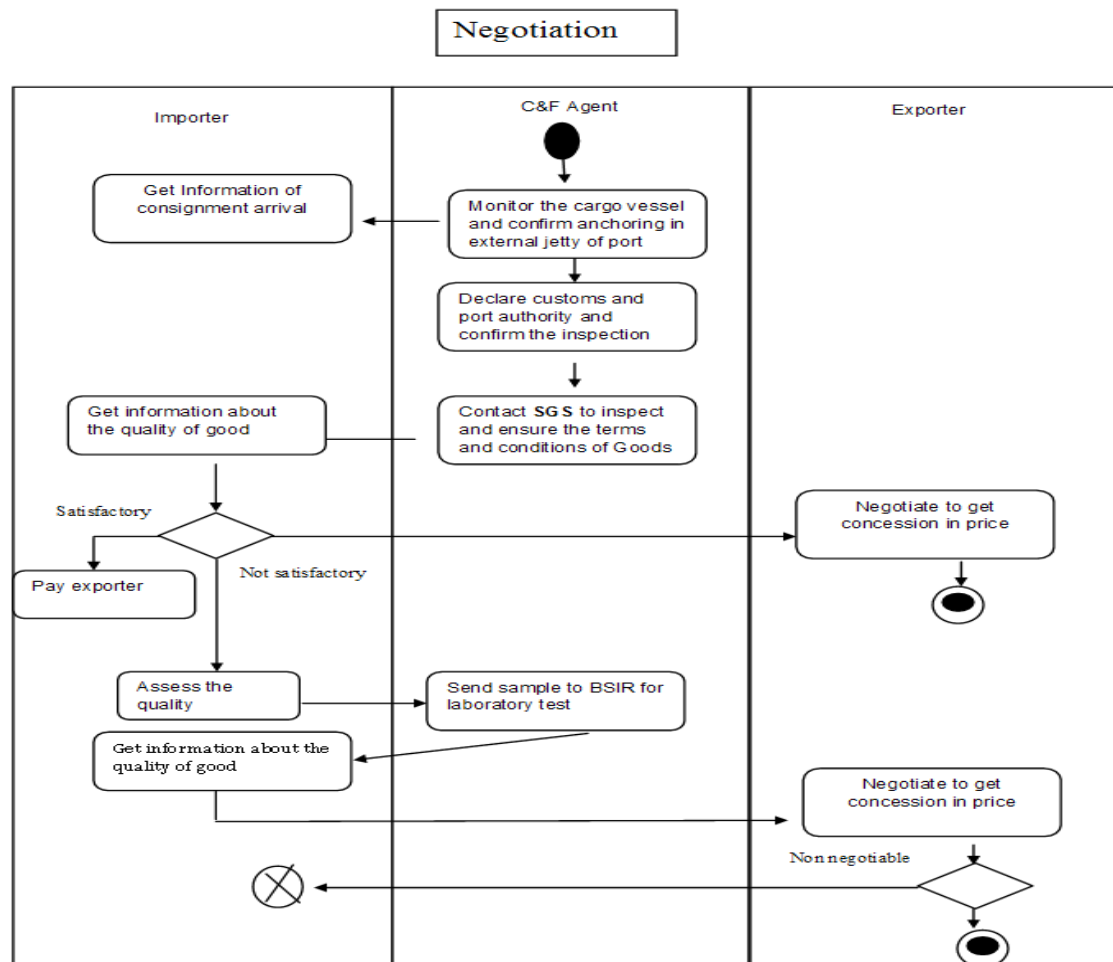 Negotiation
Importer
C&F Agent
Exporter
Get Information of
consignment arrival
Monitor the cargo vessel
and confirm anchoring in
external jetty of port
Declare customs and
port authority and
confirm the inspection
Get information about
the quality of good
Contact SGS to inspect
and ensure the terms
and conditions of Goods
Satisfactory
Negotiate to get
concession in price
Not satisfactory
Pay exporter
Assess the
quality
Send sample to BSIR for
laboratory test
Get information about the
quality of good
Negotiate to get
concession in price
Non negotiable